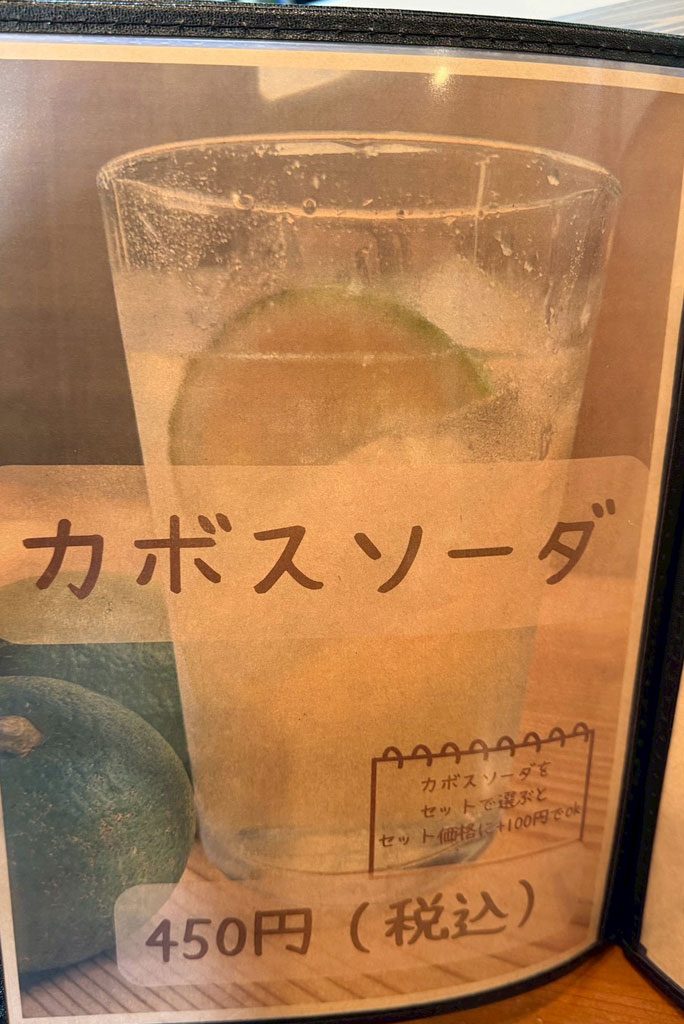 カボスソーダ
カボスソーダを
セットで選ぶと
セット価格に+100円でok
450円(税込)